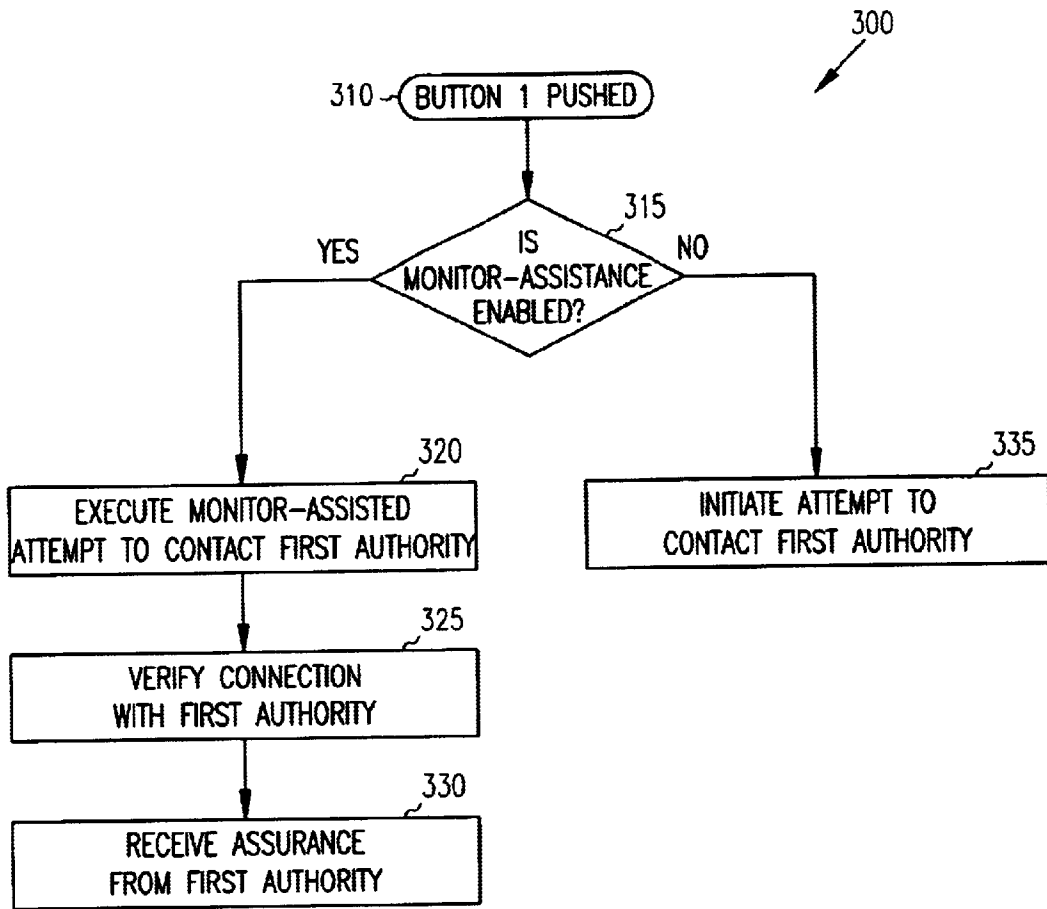 300
310
BUTTON 1 PUSHED
315
YES
IS
MONITOR-ASSISTANCE
ENABLED?
NO
320
EXECUTE MONITOR-ASSISTED
ATTEMPT TO CONTACT FIRST AUTHORITY
335
INITIATE ATTEMPT TO
CONTACT FIRST AUTHORITY
325
VERIFY CONNECTION
WITH FIRST AUTHORITY
330
RECEIVE ASSURANCE
FROM FIRST AUTHORITY